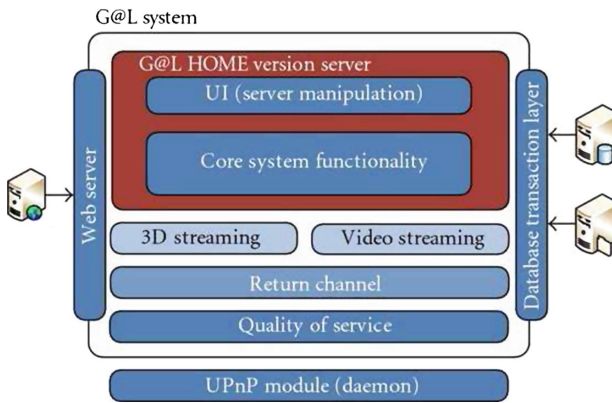 G@L system
G@L HOME version server
UI (server manipulation)
Core system functionality
Web server
Database transaction layer
3D streaming
Video streaming
Return channel
Quality of service
UPnP module (daemon)